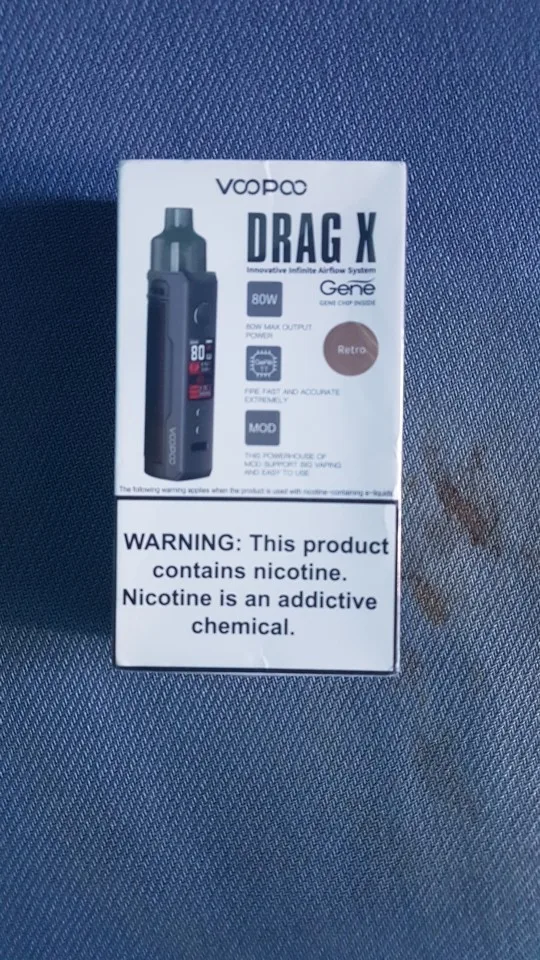 VOOPOO
DRAG X
Innovative Infinite Airflow System
Gene
GENE CHIP INSIDE
80W
80W MAX OUTPUT
POWER
Retro
FIRE FAST AND ACCURATE
EXTREMELY
MOD
THIS POWERHOUSE OF
MOD SUPPORT BIG VAPING
AND EASY TO USE
80
VOOPOO
The following warning applies when the product is used with nicotine-containing e-liquids
WARNING: This product
contains nicotine.
Nicotine is an addictive
chemical.